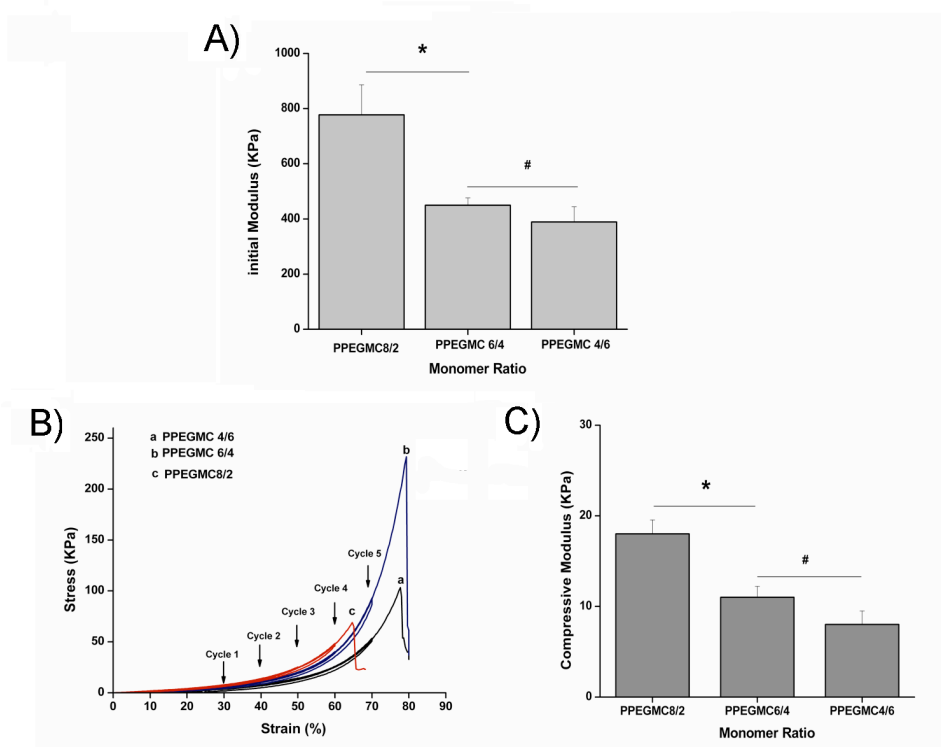 A)
1000
800
600
400
200
0
initial Modulus (KPa)
*
#
PPEGMC8/2 PPEGMC 6/4 PPEGMC 4/6
Monomer Ratio
B)
a PPEGMC 4/6
b PPEGMC 6/4
c PPEGMC8/2
250
200
150
100
50
0
Stress (KPa)
Cycle 1
Cycle 2
Cycle 3
Cycle 4
Cycle 5
c
a
b
0 10 20 30 40 50 60 70 80 90
Strain (%)
C)
30
20
10
0
Compressive Modulus (KPa)
*
#
PPEGMC8/2 PPEGMC6/4 PPEGMC4/6
Monomer Ratio